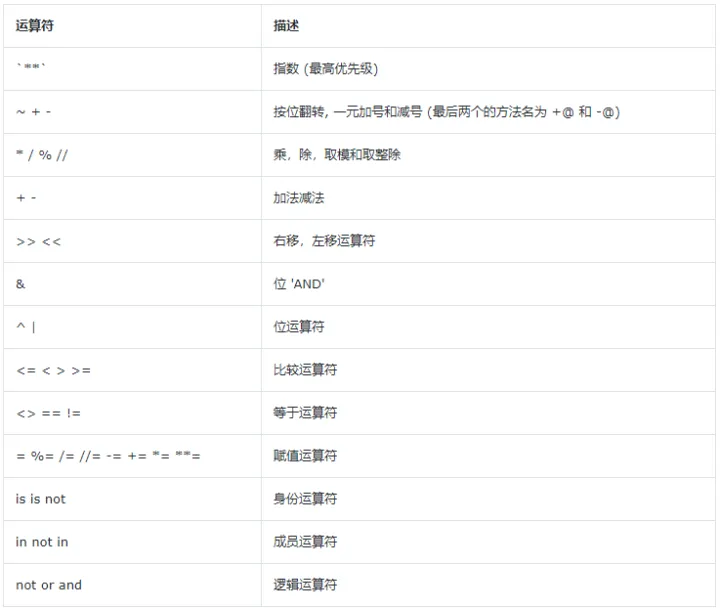 运算符 描述
`**` 指数 (最高优先级)
~ + - 按位翻转, 一元加号和减号 (最后两个的方法名为 +@ 和 -@)
* / % // 乘，除，取模和取整除
+ - 加法减法
>> << 右移，左移运算符
& 位 'AND'
^ | 位运算符
<= < > >= 比较运算符
<> == != 等于运算符
= %= /= //= -= += *= **= 赋值运算符
is is not 身份运算符
in not in 成员运算符
not or and 逻辑运算符